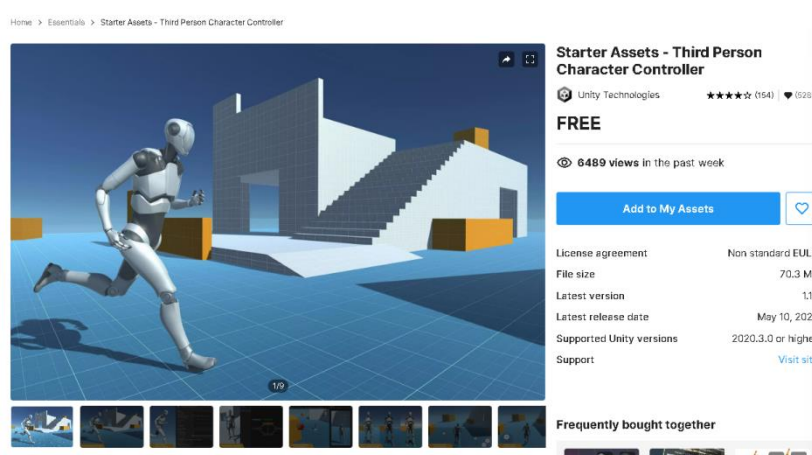 Home > Essentials > Starter Assets - Third Person Character Controller
Starter Assets - Third Person
Character Controller
Unity Technologies ★★★★☆ (154)
FREE
6489 views in the past week
Add to My Assets
License agreement Non standard EUL
File size 70.3 M
Latest version 1.1
Latest release date May 10, 202
Supported Unity versions 2020.3.0 or highe
Support Visit sit
1/9
Frequently bought together